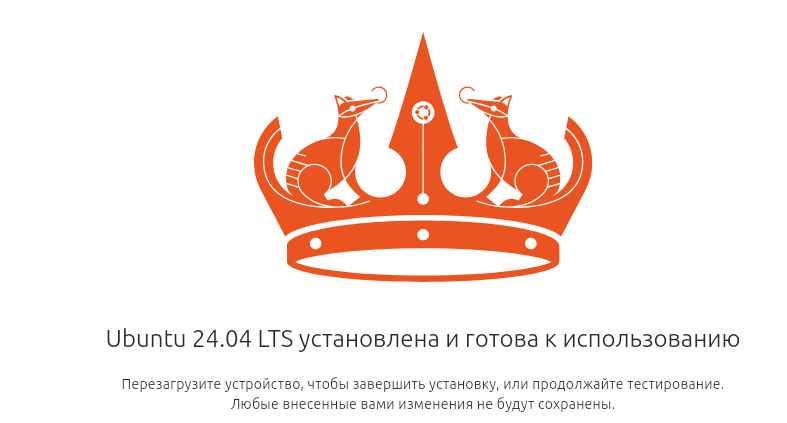 Ubuntu 24.04 LTS установлена и готова к использованию
Перезагрузите устройство, чтобы завершить установку, или продолжайте тестирование.
Любые внесенные вами изменения не будут сохранены.